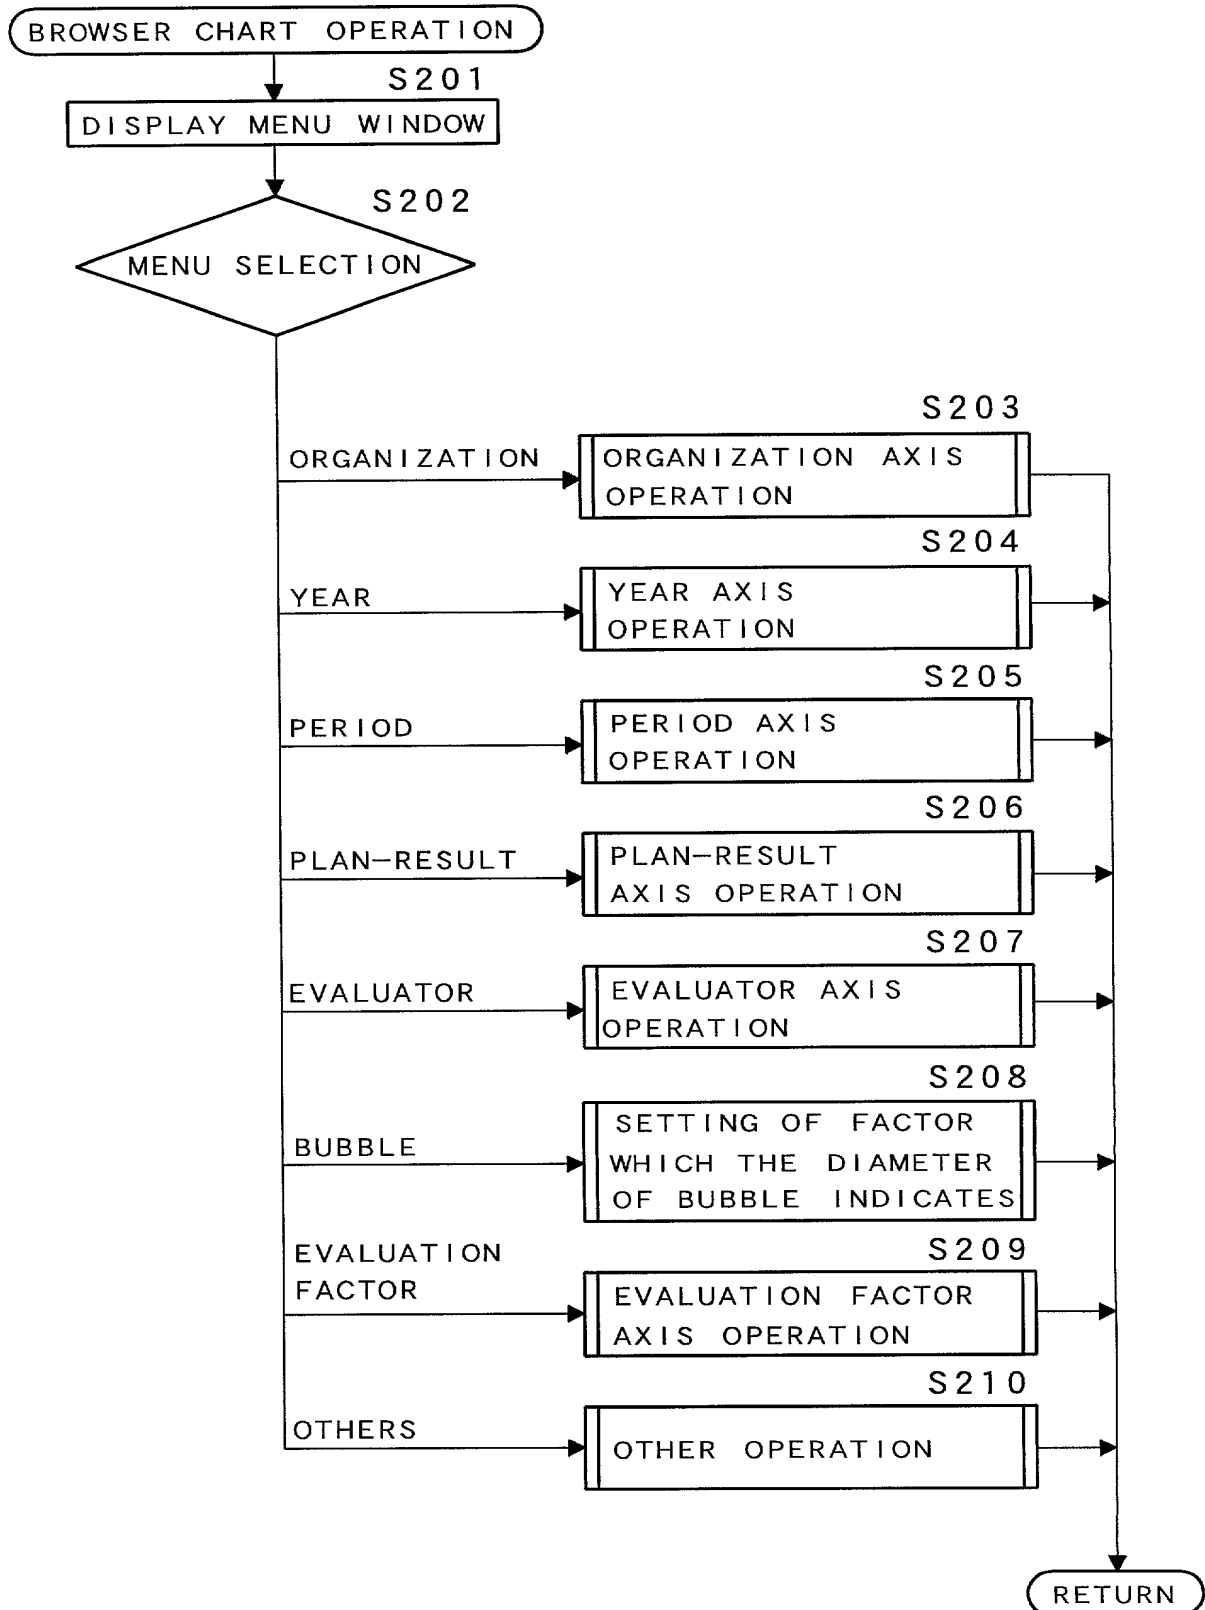 BROWSER CHART OPERATION
S201
DISPLAY MENU WINDOW
S202
MENU SELECTION
S203
ORGANIZATION
ORGANIZATION AXIS
OPERATION
S204
YEAR
YEAR AXIS
OPERATION
S205
PERIOD
PERIOD AXIS
OPERATION
S206
PLAN-RESULT
PLAN-RESULT
AXIS OPERATION
S207
EVALUATOR
EVALUATOR AXIS
OPERATION
S208
BUBBLE
SETTING OF FACTOR
WHICH THE DIAMETER
OF BUBBLE INDICATES
S209
EVALUATION
FACTOR
EVALUATION FACTOR
AXIS OPERATION
S210
OTHERS
OTHER OPERATION
RETURN